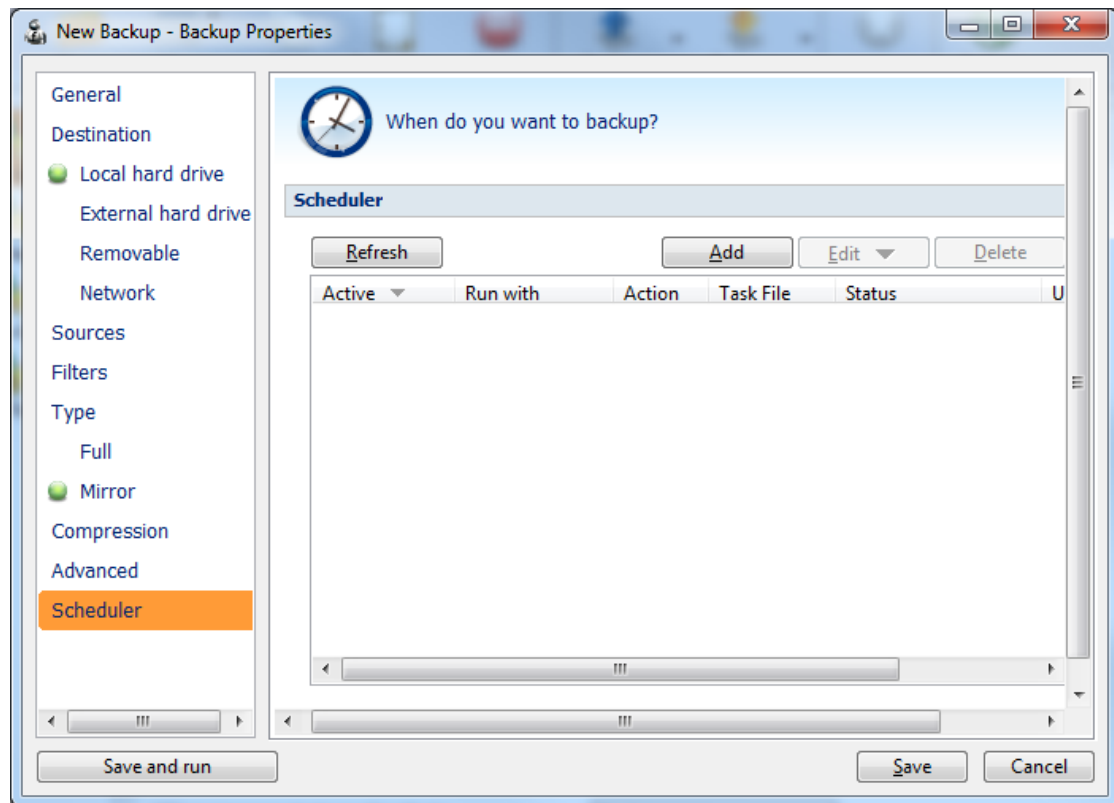 New Backup - Backup Properties
General
Destination
Local hard drive
External hard drive
Removable
Network
Sources
Filters
Type
Full
Mirror
Compression
Advanced
Scheduler
When do you want to backup?
Scheduler
Refresh Add Edit Delete
Active Run with Action Task File Status U
Save and run Save Cancel